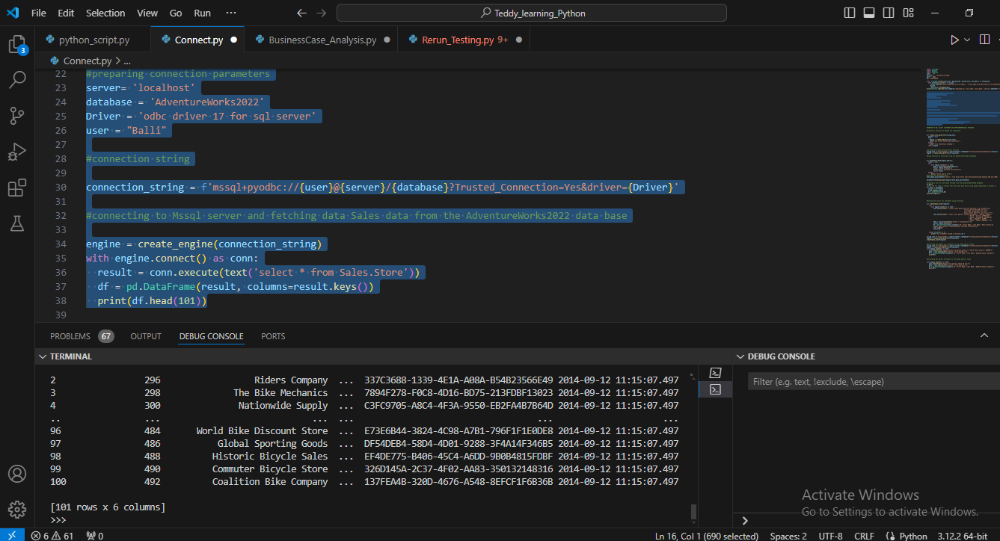 File Edit Selection View Go Run ··· Teddy_learning_Python
python_script.py Connect.py BusinessCase_Analysis.py Rerun_Testing.py 9+
Connect.py > ...
3
22 #preparing connection parameters
23 server= 'localhost'
24 database = 'AdventureWorks2022'
25 Driver = 'odbc driver 17 for sql server'
26 user = "Balli"
27
28 #connection string
29
30 connection_string = f'mssql+pyodbc://{user}@{server}/{database}?Trusted_Connection=Yes&driver={Driver}'
31
32 #connecting to Mssql server and fetching data Sales data from the AdventureWorks2022 data base
33
34 engine = create_engine(connection_string)
35 with engine.connect() as conn:
36 result = conn.execute(text('select * from Sales.Store'))
37 df = pd.DataFrame(result, columns=result.keys())
38 print(df.head(101))
39
PROBLEMS 67 OUTPUT DEBUG CONSOLE PORTS
TERMINAL
2 296 Riders Company ... 337C3688-1339-4E1A-A08A-B54B23566E49 2014-09-12 11:15:07.497
3 298 The Bike Mechanics ... 7894F278-F0C8-4D16-BD75-213FDBF13023 2014-09-12 11:15:07.497
4 300 Nationwide Supply ... C3FC9705-A8C4-4F3A-9550-EB2FA4B7B64D 2014-09-12 11:15:07.497
.. ... ... ... ... ...
96 484 World Bike Discount Store ... E73E6B44-3824-4C98-A7B1-796F1F1E0DE8 2014-09-12 11:15:07.497
97 486 Global Sporting Goods ... DF54DEB4-58D4-4D01-9288-3F4A14F346B5 2014-09-12 11:15:07.497
98 488 Historic Bicycle Sales ... EF4DE775-B406-45C4-A6DD-9B0B4815FDBF 2014-09-12 11:15:07.497
99 490 Commuter Bicycle Store ... 326D145A-2C37-4F02-AA83-350132148316 2014-09-12 11:15:07.497
100 492 Coalition Bike Company ... 137FEA4B-320D-4676-A548-8EFCF1F6B36B 2014-09-12 11:15:07.497
[101 rows x 6 columns]
>>>
DEBUG CONSOLE
Filter (e.g. text, !exclude, \escape)
Activate Windows
Go to Settings to activate Windows.
>
6 61 0 Ln 16, Col 1 (690 selected) Spaces: 2 UTF-8 CRLF Python 3.12.2 64-bit